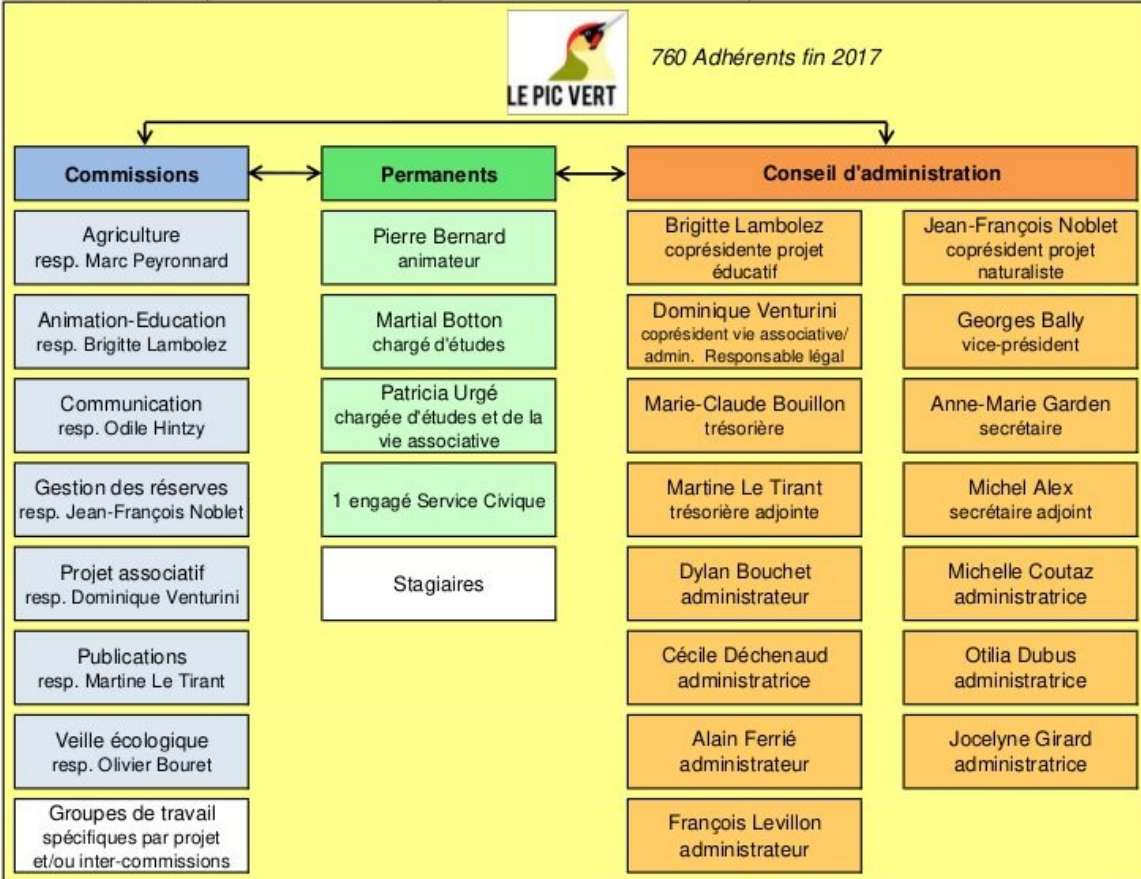 LE PIC VERT
760 Adhérents fin 2017
Commissions
Agriculture
resp. Marc Peyronnard
Animation-Education
resp. Brigitte Lambolez
Communication
resp. Odile Hintzy
Gestion des réserves
resp. Jean-François Noblet
Projet associatif
resp. Dominique Venturini
Publications
resp. Martine Le Tirant
Veille écologique
resp. Olivier Bouret
Groupes de travail
spécifiques par projet
et/ou inter-commissions
Permanents
Pierre Bernard
animateur
Martial Botton
chargé d'études
Patricia Urgé
chargée d'études et de la
vie associative
1 engagé Service Civique
Stagiaires
Conseil d'administration
Brigitte Lambolez
coprésidente projet
éducatif
Dominique Venturini
coprésident vie associative/
admin. Responsable légal
Marie-Claude Bouillon
trésorière
Martine Le Tirant
trésorière adjointe
Dylan Bouchet
administrateur
Cécile Déchenaud
administratrice
Alain Ferrié
administrateur
François Levillon
administrateur
Jean-François Noblet
coprésident projet
naturaliste
Georges Bally
vice-président
Anne-Marie Garden
secrétaire
Michel Alex
secrétaire adjoint
Michelle Coutaz
administratrice
Otilia Dubus
administratrice
Jocelyne Girard
administratrice